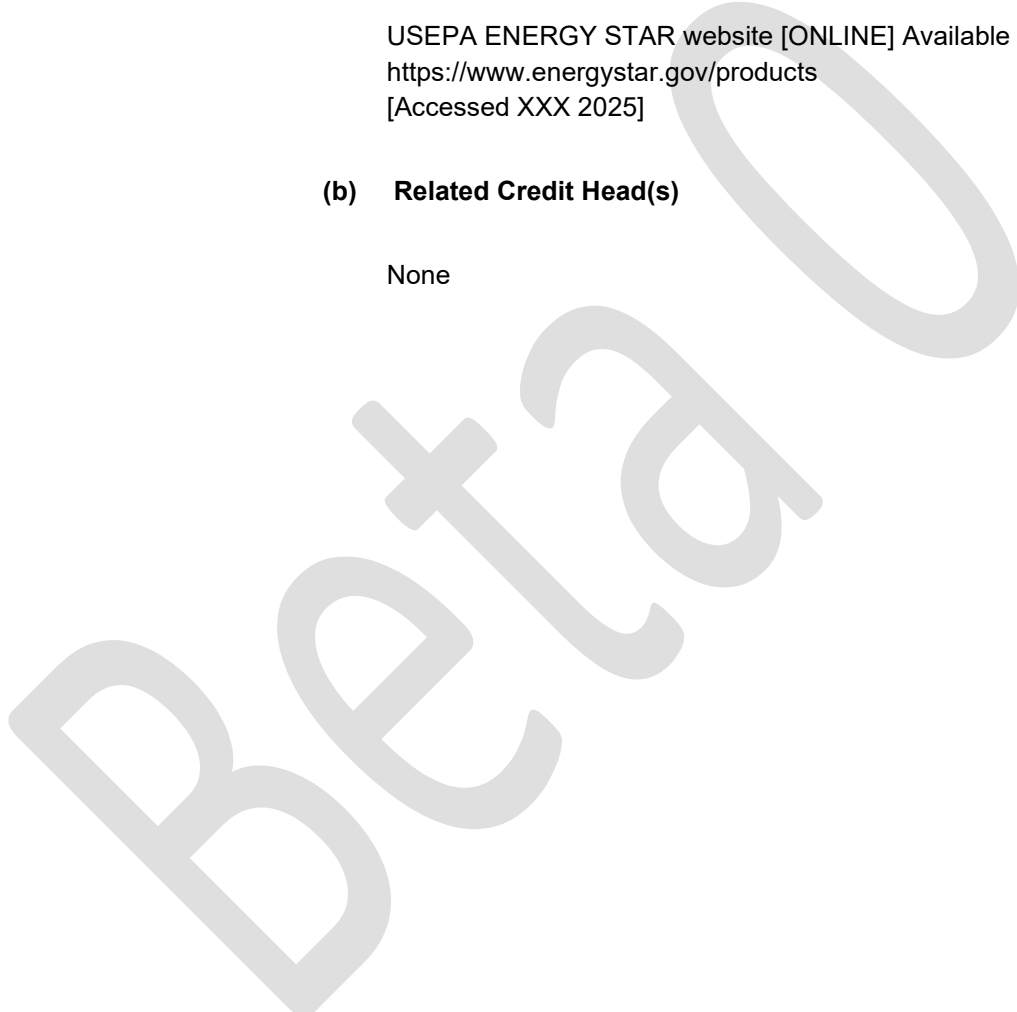 USEPA ENERGY STAR website [ONLINE] Available
https://www.energystar.gov/products
[Accessed XXX 2025]
(b) Related Credit Head(s)
None
Beta 0